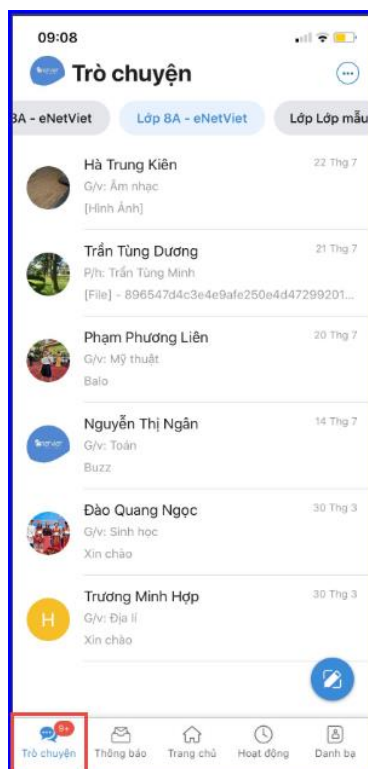 09:08
Trò chuyện
8A - eNetViet
Lớp 8A - eNetViet
Lớp Lớp mẫu
Hà Trung Kiên
22 Thg 7
G/v: Âm nhạc
[Hình Ảnh]
Trần Tùng Dương
21 Thg 7
P/h: Trần Tùng Minh
[File] - 896547d4c3e4e9afe250e4d47299201...
Phạm Phương Liên
20 Thg 7
G/v: Mỹ thuật
Balo
Nguyễn Thị Ngân
14 Thg 7
G/v: Toán
Buzz
Đào Quang Ngọc
30 Thg 3
G/v: Sinh học
Xin chào
H
Trương Minh Hợp
30 Thg 3
G/v: Địa lí
Xin chào
9+
Trò chuyện
Thông báo
Trang chủ
Hoạt động
Danh bạ